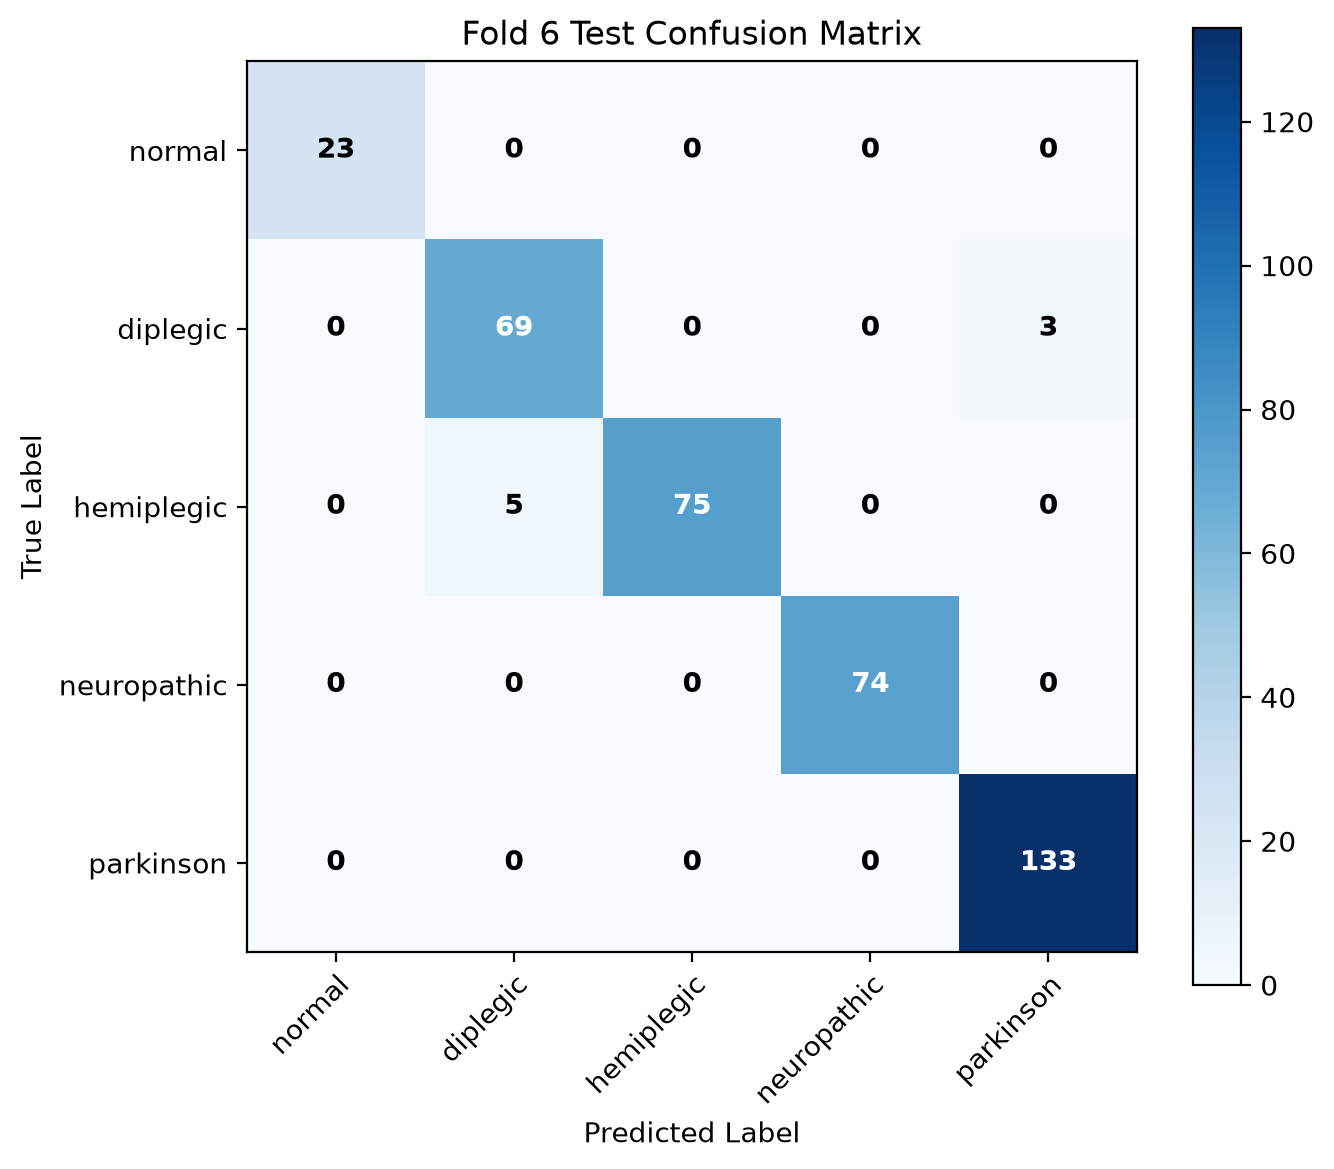 Fold 6 Test Confusion Matrix
True Label
normal 23 0 0 0 0
diplegic 0 69 0 0 3
hemiplegic 0 5 75 0 0
neuropathic 0 0 0 74 0
parkinson 0 0 0 0 133
normal diplegic hemiplegic neuropathic parkinson
Predicted Label
120
100
80
60
40
20
0